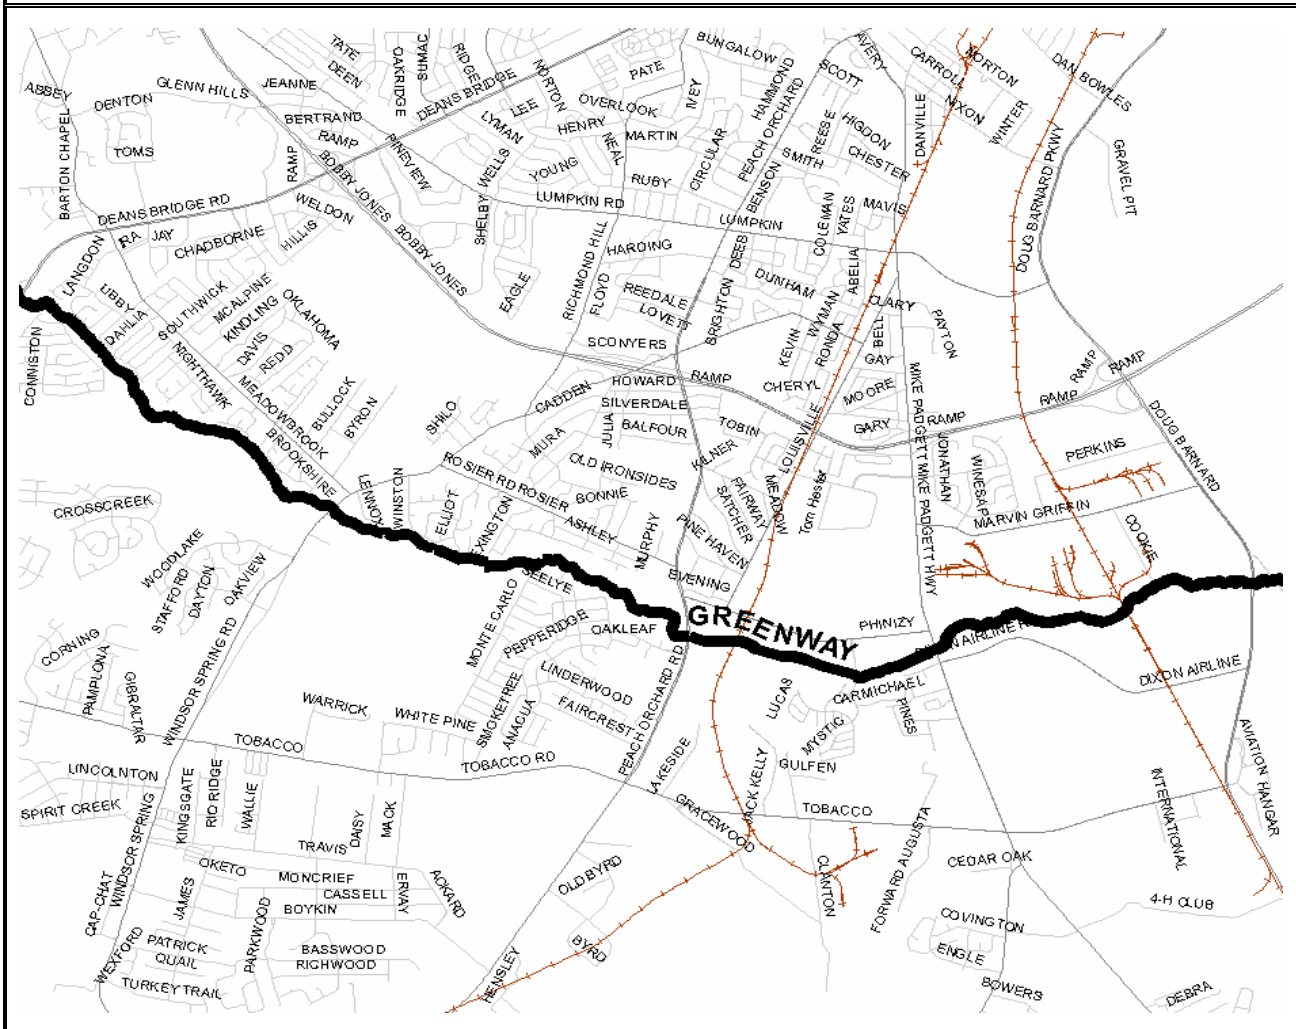 BUNGALOW
AVERY
TATE
DEEN
OAKRIDGE
SUMAC
RIDGE
MORTON
PATE
IVEY
HAMMOND
SCOTT
CARROLL
MORTON
DAN BOWLES
ABBEY
DENTON
GLENN HILLS
JEANNE
DEANS BRIDGE
LEE
OVERLOOK
PEACH ORCHARD
NIXON
WINTER
BERTRAND
RAMP
LYMAN
HENRY
MARTIN
NEAL
CIRCULAR
REESE
HIGDON
CHESTER
DANVILLE
BARTON CHAPEL
TOMS
RAMP
BOBBY JONES
PINEVIEW
WELLS
YOUNG
RUBY
SMITH
BENSON
GRAVEL PIT
DOUG BARNARD PKWY
DEANS BRIDGE RD
WELDON
SHELBY
LUMPKIN RD
LUMPKIN
COLEMAN
YATES
MAVIS
RA JAY
CHADBORNE
HILLIS
BOBBY JONES
HARDING
DEES
LANGDON
LIBBY
DAHLIA
SOUTHWICK
MCALPINE
KINDLING
OKLAHOMA
EAGLE
RICHMOND HILL
FLOYD
REEDALE
LOVETT
BRIGHTON
DUNHAM
ABELIA
CLARY
PAYTON
CONNISTON
NIGHTHAWK
DAVIS
REDD
SCONYERS
KEVIN
WYMAN
RONDA
BELL
GAY
RAMP
RAMP
MEADOWBROOK
BULLOCK
BYRON
SHILO
CADDEN
HOWARD
RAMP
CHERYL
MOORE
MIKE PADGETT
RAMP
RAMP
BROOKSHIRE
SILVERDALE
JULIA
BALFOUR
TOBIN
LOUISVILLE
GARY
DOUG BARNARD
MURA
KILNER
JONATHAN
WINESAP
PERKINS
ROSIER RD
ROSIER
OLD IRONSIDES
BONNIE
FAIRWAY
SATCHER
MEADOW
Tom Hester
MIKE PADGETT HWY
MARVIN GRIFFIN
CROSSCREEK
LENNOX
WINSTON
ELLIOT
ASHLEY
MURPHY
PINE HAVEN
COOKIE
WOODLAKE
STAFFORD
DAYTON
OAKVIEW
SEELYE
EVENING
GREENWAY
PHINIZY
CORNING
PAMPLONA
GIBRALTAR
WINDSOR SPRING RD
MONTE CARLO
PEPPERIDGE
OAKLEAF
DIXON AIRLINE
LINDERWOOD
FAIRCREST
PEACH ORCHARD RD
LUCAS
CARMICHAEL
PINES
WARRICK
WHITE PINE
SMOKETREE
ANACUA
MYSTIC
TOBACCO
TOBACCO RD
LAKESIDE
JACK KELLY
GULFEN
AVIATION HANGAR
LINCOLNTON
SPIRIT CREEK
KINGSGATE
RIO RIDGE
WALLIE
DAISY
MACK
GRACEWOOD
TOBACCO
INTERNATIONAL
WINDSOR SPRING
TRAVIS
OKETO
MONCRIEF
CASSELL
BOYKIN
ERVAY
OLD BYRD
CLANTON
FORWARD AUGUSTA
CEDAR OAK
4-H CLUB
JAMES
PARKWOOD
BYRD
COVINGTON
ENGLE
WEXFORD
PATRICK
QUAIL
BASSWOOD
RICHWOOD
HENSLEY
BOWERS
TURKEY TRAIL
DEBRA